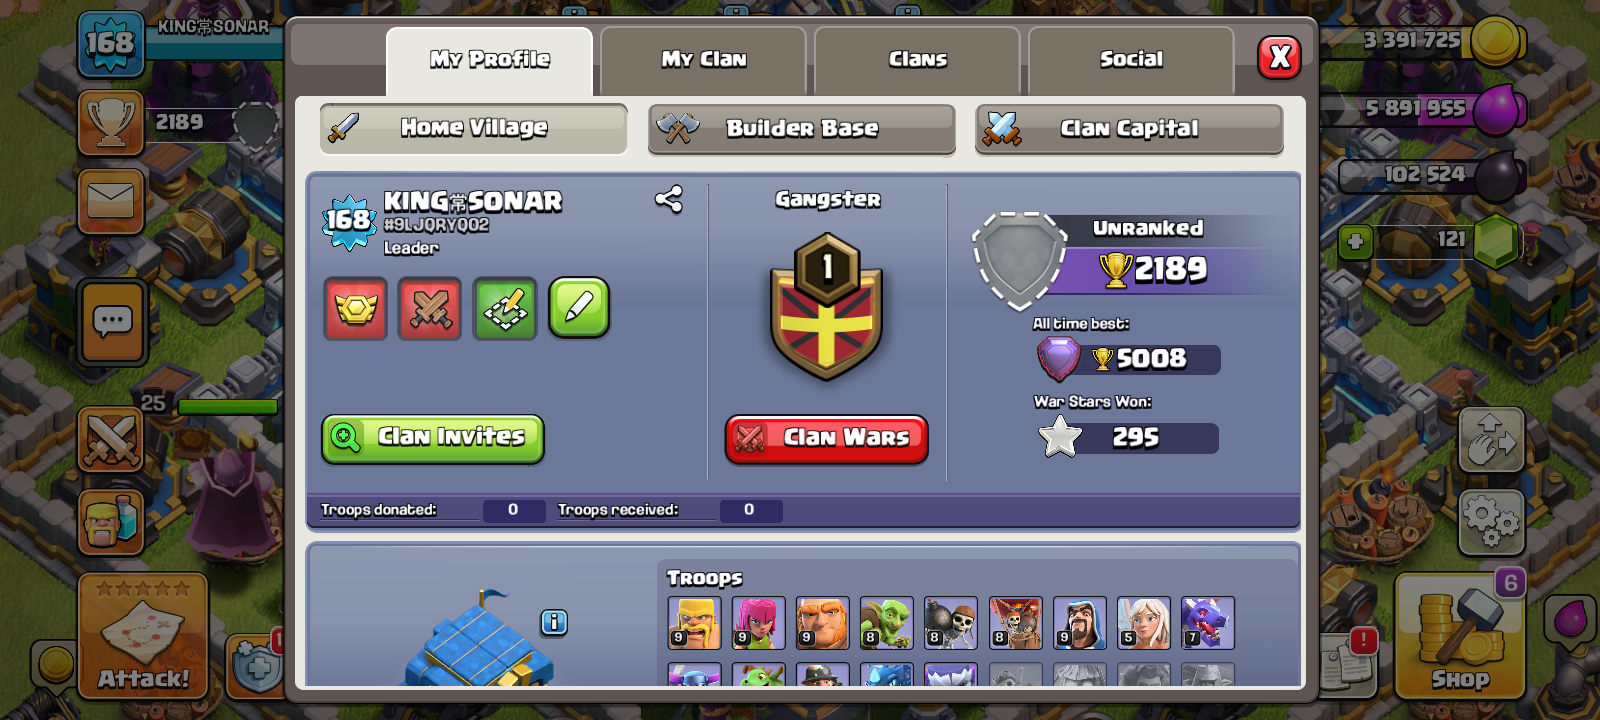 168
KING常SONAR
My Profile
My Clan
Clans
Social
X
3 391 725
2189
Home Village
Builder Base
Clan Capital
5 891 955
102 524
121
168
KING常SONAR
#9LJQRYQ02
Leader
Gangster
1
Unranked
2189
All time best:
5008
War Stars Won:
295
25
Clan Invites
Clan Wars
Troops donated:
0
Troops received:
0
Troops
i
9
9
9
8
8
8
9
5
7
Attack!
1
!
6
Shop